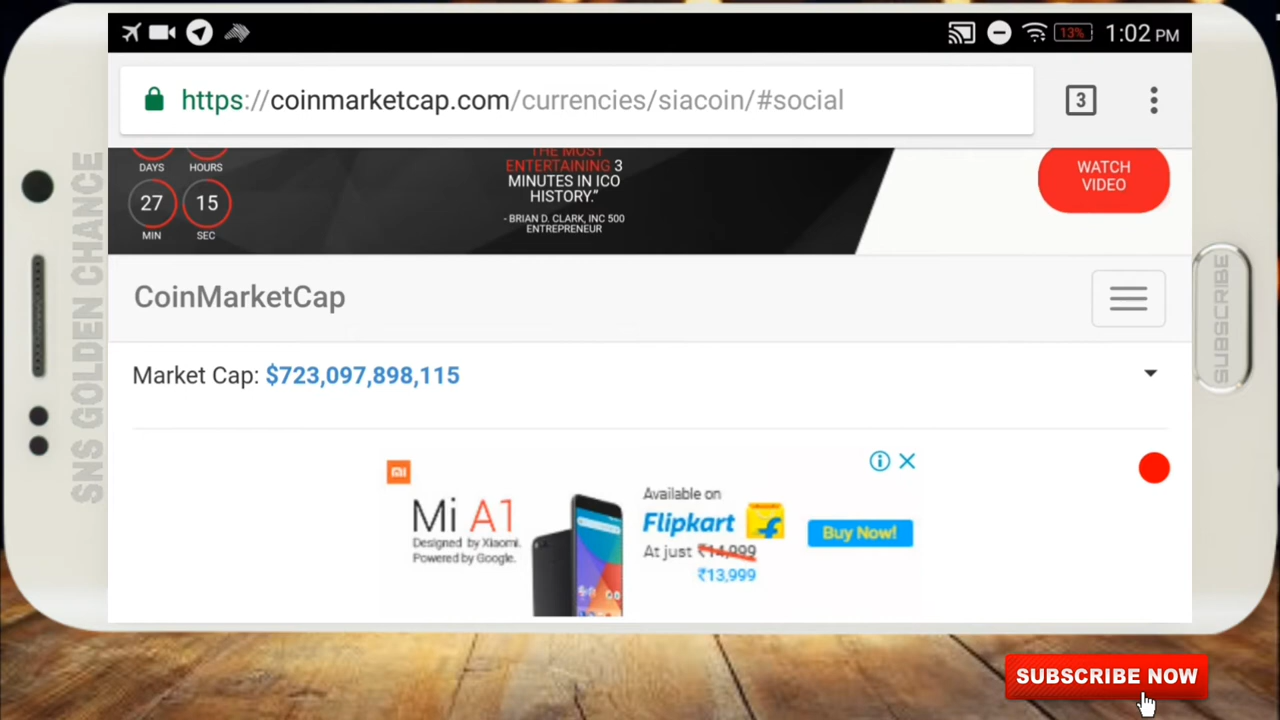 13%
1:02 PM
https://coinmarketcap.com/currencies/siacoin/#social
3
DAYS
HOURS
27
15
MIN
SEC
THE MOST
ENTERTAINING 3
MINUTES IN ICO
HISTORY.”
- BRIAN D. CLARK, INC 500
ENTREPRENEUR
WATCH
VIDEO
CoinMarketCap
Market Cap: $723,097,898,115
mi
Mi A1
Designed by Xiaomi.
Powered by Google.
Available on
Flipkart
At just ₹14,999
₹13,999
Buy Now!
SNS GOLDEN CHANCE
SUBSCRIBE
SUBSCRIBE NOW